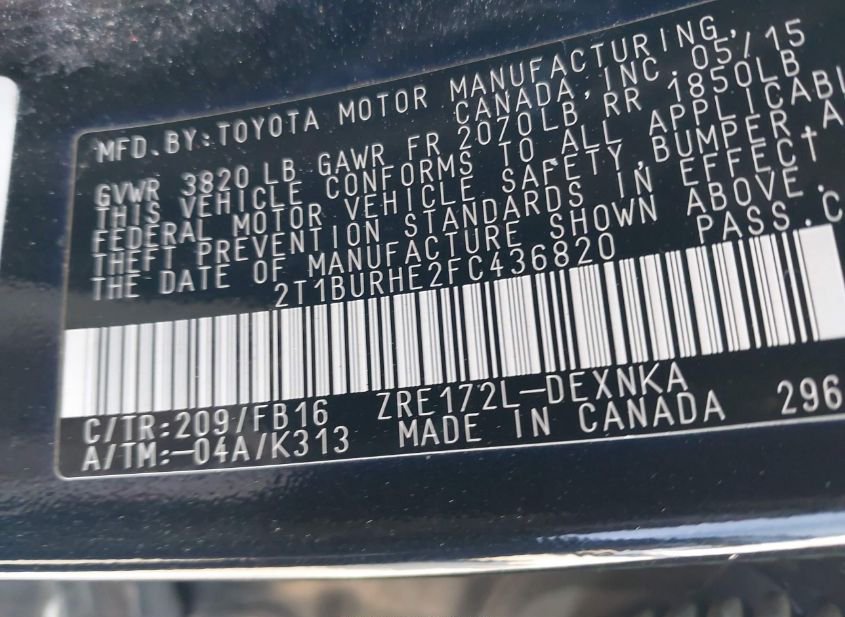 MFD.BY:TOYOTA MOTOR MANUFACTURING,
CANADA,INC. 05/15
GVWR 3820 LB GAWR FR 2070LB RR 1850LB
THIS VEHICLE CONFORMS TO ALL
FEDERAL MOTOR VEHICLE SAFETY,BUMPER,
THEFT PREVENTION STANDARDS IN EFFECT
THE DATE OF MANUFACTURE SHOWN ABOVE.
2T1BURHE2FC436820 PASS.C
C/TR:209/FB16 ZRE172L-DEXNKA
A/TM:-04A/K313 MADE IN CANADA 296